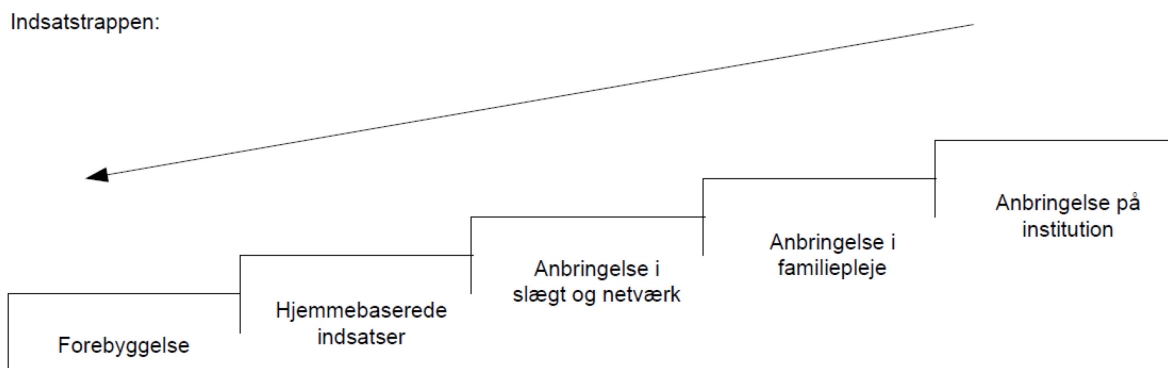 Indsatstrappen:
Anbringelse på
institution
Anbringelse i
familiepleje
Anbringelse i
slægt og netværk
Hjemmebaserede
indsatser
Forebyggelse